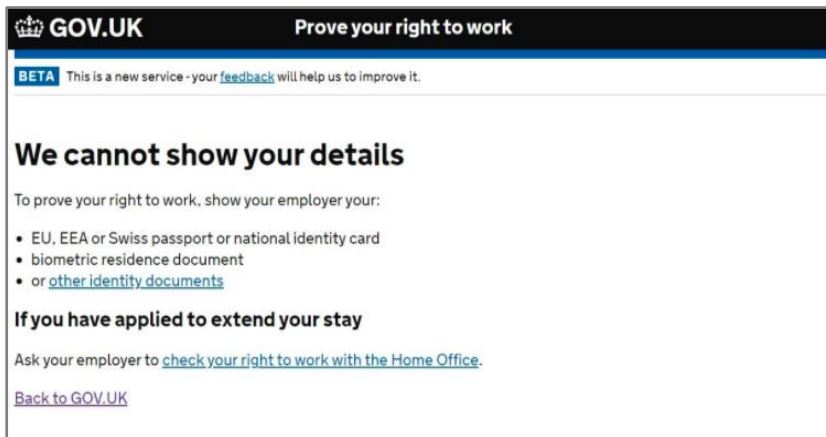 GOV.UK Prove your right to work
BETA This is a new service - your feedback will help us to improve it.
We cannot show your details
To prove your right to work, show your employer your:
• EU, EEA or Swiss passport or national identity card
• biometric residence document
• or other identity documents
If you have applied to extend your stay
Ask your employer to check your right to work with the Home Office.
Back to GOV.UK